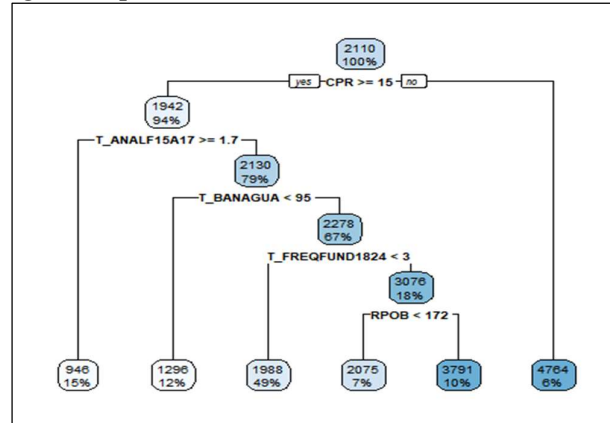 2110
100%
yes CPR >= 15 no
1942
94%
T_ANALF15A17 >= 1.7
2130
79%
T_BANAGUA < 95
2278
67%
T_FREQFUND1824 < 3
3076
18%
RPOB < 172
946 1296 1988 2075 3791 4764
15% 12% 49% 7% 10% 6%